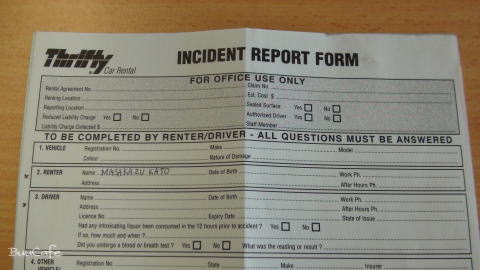 Thrifty
Car Rental
INCIDENT REPORT FORM
FOR OFFICE USE ONLY
Rental Agreement No.
Claim No.
Renting Location
Est. Cost $
Reporting Location
Sealed Surface Yes No
Reduced Liability Charge Yes No
Authorised Driver Yes No
Liability Charge Collected $
Staff Member
TO BE COMPLETED BY RENTER/DRIVER - ALL QUESTIONS MUST BE ANSWERED
1. VEHICLE Registration No. Make Model
Colour Nature of Damage
2. RENTER Name MASAKAZU KATO Date of Birth Work Ph.
Address After Hours Ph.
3. DRIVER Name Date of Birth Work Ph.
Address After Hours Ph.
Licence No. Expiry Date State of Issue
Had any intoxicating liquor been consumed in the 12 hours prior to accident ? Yes No
If so, how much and when ?
Did you undergo a blood or breath test ? Yes No What was the reading or result ?
4. OTHER Registration No. State Make Insurer
VEHICLE/
BunCafe